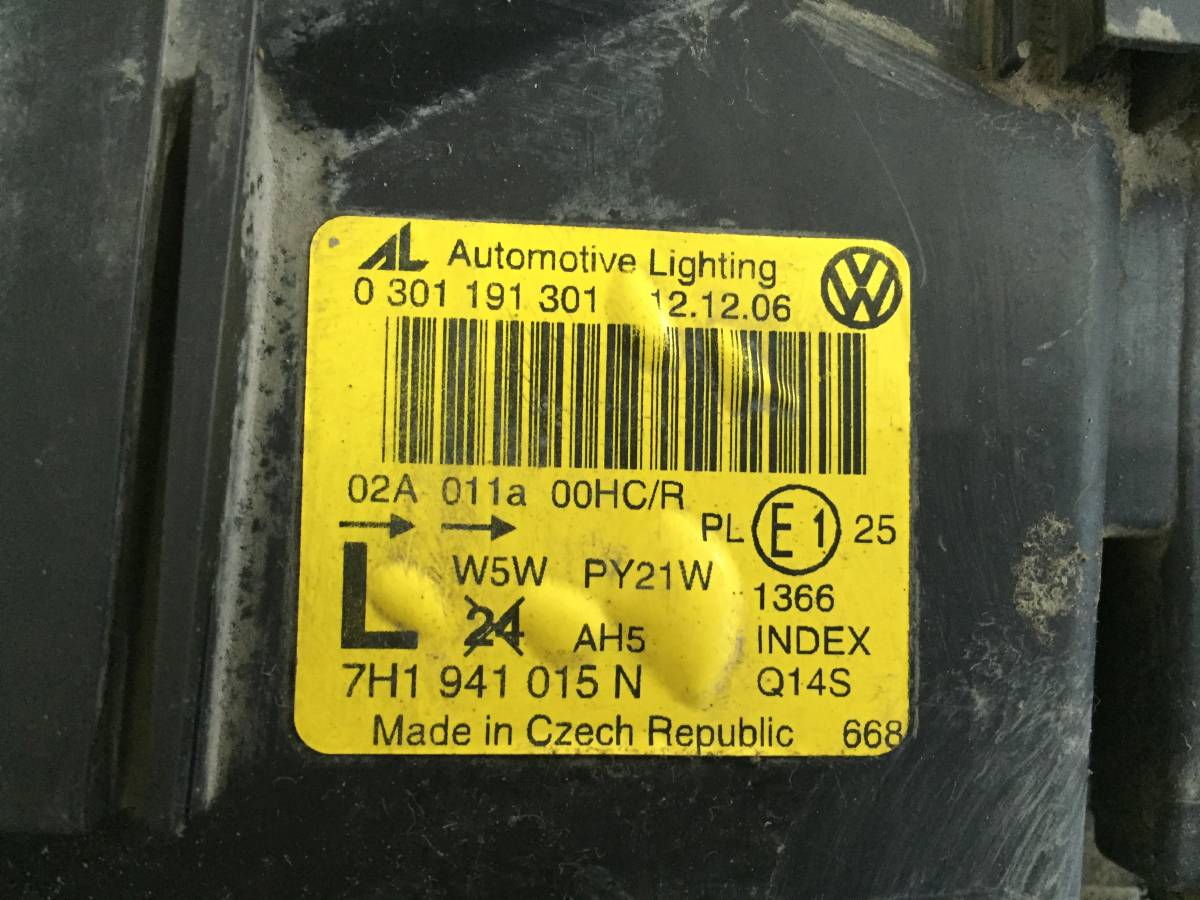 AL Automotive Lighting
0 301 191 301 12.12.06
02A 011a 00HC/R
PL E1 25
L W5W PY21W 1366
24 AH5 INDEX
7H1 941 015 N Q14S
Made in Czech Republic 668